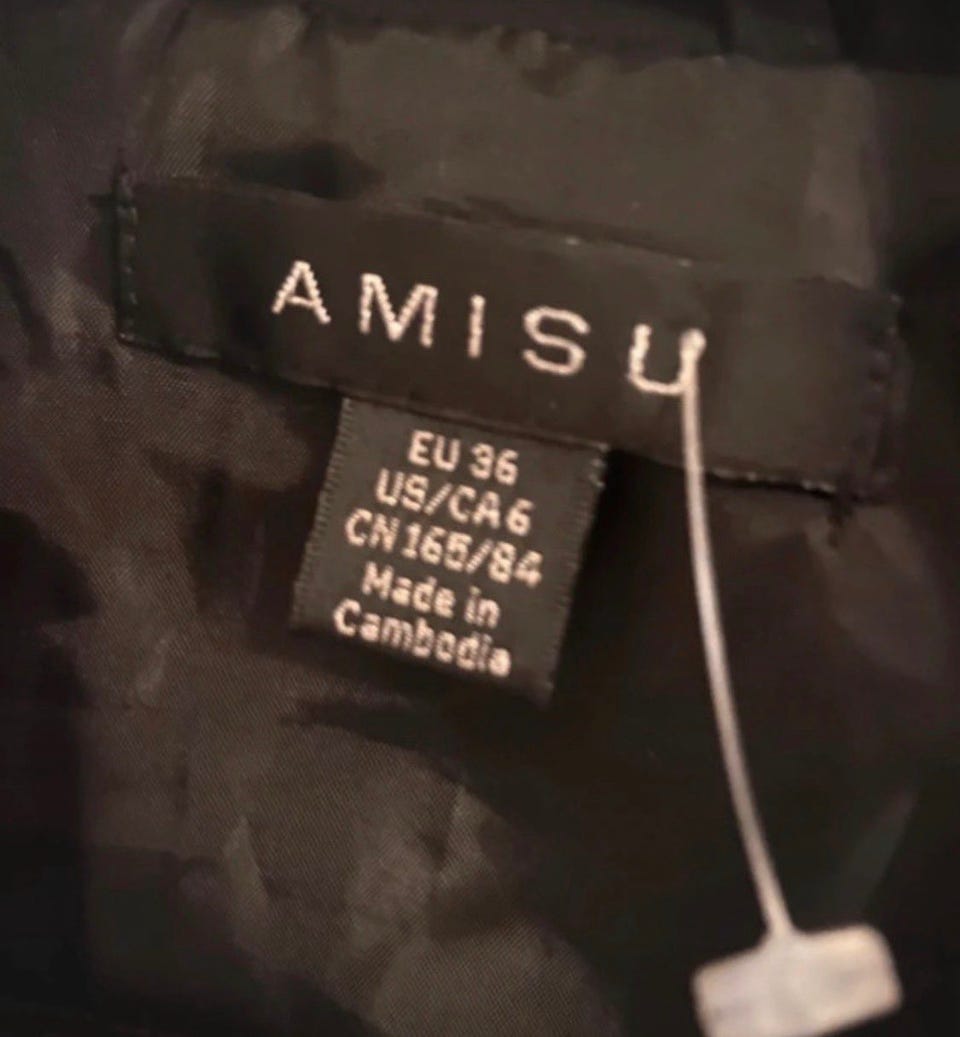 AMISU
EU 36
US/CA 6
CN 165/84
Made in
Cambodia